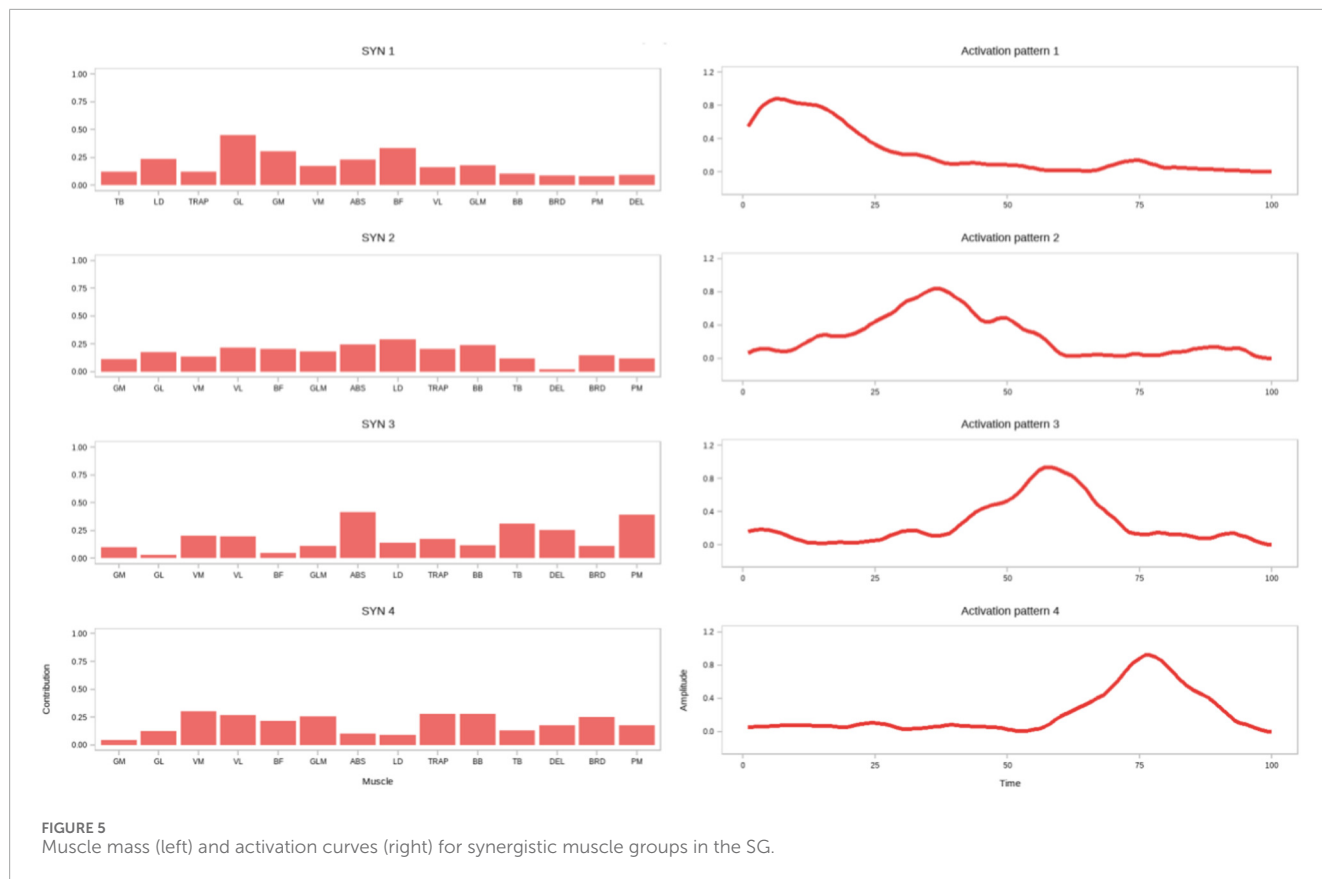 SYN 1
1.00
0.75
0.50
0.25
0.00
TB LD TRAP GL GM VM ABS BF VL GLM BB BRD PM DEL
Activation pattern 1
1.2
0.8
0.4
0.0
0 25 50 75 100
SYN 2
1.00
0.75
0.50
0.25
0.00
GM GL VM VL BF GLM ABS LD TRAP BB TB DEL BRD PM
Activation pattern 2
1.2
0.8
0.4
0.0
0 25 50 75 100
SYN 3
1.00
0.75
0.50
0.25
0.00
GM GL VM VL BF GLM ABS LD TRAP BB TB DEL BRD PM
Activation pattern 3
1.2
0.8
0.4
0.0
0 25 50 75 100
SYN 4
1.00
0.75
0.50
0.25
0.00
Contribution
GM GL VM VL BF GLM ABS LD TRAP BB TB DEL BRD PM
Muscle
Activation pattern 4
1.2
0.8
0.4
0.0
Amplitude
0 25 50 75 100
Time
FIGURE 5
Muscle mass (left) and activation curves (right) for synergistic muscle groups in the SG.